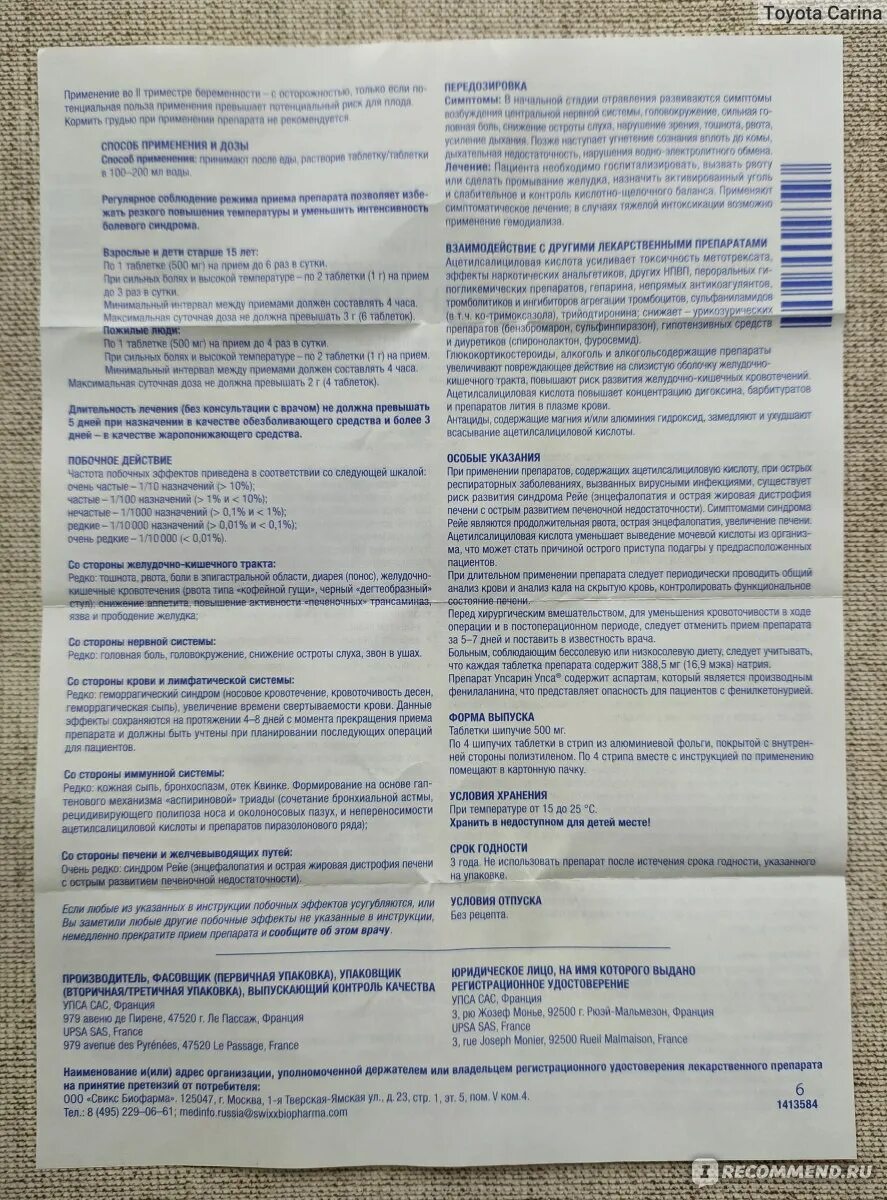 Toyota Carina
Применение во II триместре беременности – с осторожностью, только если по-
тенциальная польза применения превышает потенциальный риск для плода.
Кормить грудью при применении препарата не рекомендуется.
СПОСОБ ПРИМЕНЕНИЯ И ДОЗЫ
Способ применения: принимают после еды, растворив таблетку/таблетки
в 100–200 мл воды.
Регулярное соблюдение режима приема препарата позволяет избе-
жать резкого повышения температуры и уменьшить интенсивность
болевого синдрома.
Взрослые и дети старше 15 лет:
По 1 таблетке (500 мг) на прием до 6 раз в сутки.
При сильных болях и высокой температуре – по 2 таблетки (1 г) на прием
до 3 раз в сутки.
Минимальный интервал между приемами должен составлять 4 часа.
Максимальная суточная доза не должна превышать 3 г (6 таблеток).
Пожилые люди:
По 1 таблетке (500 мг) на прием до 4 раз в сутки.
При сильных болях и высокой температуре – по 2 таблетки (1 г) на прием.
Минимальный интервал между приемами должен составлять 4 часа.
Максимальная суточная доза не должна превышать 2 г (4 таблетки).
Длительность лечения (без консультации с врачом) не должна превышать
5 дней при назначении в качестве обезболивающего средства и более 3
дней – в качестве жаропонижающего средства.
ПОБОЧНОЕ ДЕЙСТВИЕ
Частота побочных эффектов приведена в соответствии со следующей шкалой:
очень частые – 1/10 назначений (> 10%);
частые – 1/100 назначений (> 1% и < 10%);
нечастые – 1/1000 назначений (> 0,1% и < 1%);
редкие – 1/10 000 назначений (> 0,01% и < 0,1%);
очень редкие – 1/10 000 (< 0,01%).
Со стороны желудочно-кишечного тракта:
Редко: тошнота, рвота, боли в эпигастральной области, диарея (понос), желудочно-
кишечные кровотечения (рвота типа «кофейной гущи», черный «дегтеобразный»
стул); снижение аппетита, повышение активности «печеночных» трансаминаз,
язва и прободение желудка;
Со стороны нервной системы:
Редко: головная боль, головокружение, снижение остроты слуха, звон в ушах.
Со стороны крови и лимфатической системы:
Редко: геморрагический синдром (носовое кровотечение, кровоточивость десен,
геморрагическая сыпь), увеличение времени свертываемости крови. Данные
эффекты сохраняются на протяжении 4–8 дней с момента прекращения приема
препарата и должны быть учтены при планировании последующих операций
для пациентов.
Со стороны иммунной системы:
Редко: кожная сыпь, бронхоспазм, отек Квинке. Формирование на основе гап-
тенового механизма «аспириновой» триады (сочетание бронхиальной астмы,
рецидивирующего полипоза носа и околоносовых пазух, и непереносимости
ацетилсалициловой кислоты и препаратов пиразолонового ряда);
Со стороны печени и желчевыводящих путей:
Очень редко: синдром Рейе (энцефалопатия и острая жировая дистрофия печени
с острым развитием печеночной недостаточности).
Если любые из указанных в инструкции побочных эффектов усугубляются, или
Вы заметили любые другие побочные эффекты не указанные в инструкции,
немедленно прекратите прием препарата и сообщите об этом врачу.
ПЕРЕДОЗИРОВКА
Симптомы: В начальной стадии отравления развиваются симптомы
возбуждения центральной нервной системы, головокружение, сильная го-
ловная боль, снижение остроты слуха, нарушение зрения, тошнота, рвота,
усиление дыхания. Позже наступает угнетение сознания вплоть до комы,
дыхательная недостаточность, нарушения водно-электролитного обмена.
Лечение: Пациента необходимо госпитализировать, вызвать рвоту
или сделать промывание желудка, назначить активированный уголь
и слабительное и контроль кислотно-щелочного баланса. Применяют
симптоматическое лечение; в случаях тяжелой интоксикации возможно
применение гемодиализа.
ВЗАИМОДЕЙСТВИЕ С ДРУГИМИ ЛЕКАРСТВЕННЫМИ ПРЕПАРАТАМИ
Ацетилсалициловая кислота усиливает токсичность метотрексата,
эффекты наркотических анальгетиков, других НПВП, пероральных ги-
погликемических препаратов, гепарина, непрямых антикоагулянтов,
тромболитиков и ингибиторов агрегации тромбоцитов, сульфаниламидов
(в т.ч. ко-тримоксазола), трийодтиронина; снижает – урикозурических
препаратов (бензбромарон, сульфинпиразон), гипотензивных средств
и диуретиков (спиронолактон, фуросемид).
Глюкокортикостероиды, алкоголь и алкогольсодержащие препараты
увеличивают повреждающее действие на слизистую оболочку желудочно-
кишечного тракта, повышают риск развития желудочно-кишечных кровотечений.
Ацетилсалициловая кислота повышает концентрацию дигоксина, барбитуратов
и препаратов лития в плазме крови.
Антациды, содержащие магния и/или алюминия гидроксид, замедляют и ухудшают
всасывание ацетилсалициловой кислоты.
ОСОБЫЕ УКАЗАНИЯ
При применении препаратов, содержащих ацетилсалициловую кислоту, при острых
респираторных заболеваниях, вызванных вирусными инфекциями, существует
риск развития синдрома Рейе (энцефалопатия и острая жировая дистрофия
печени с острым развитием печеночной недостаточности). Симптомами синдрома
Рейе являются продолжительная рвота, острая энцефалопатия, увеличение печени.
Ацетилсалициловая кислота уменьшает выведение мочевой кислоты из организ-
ма, что может стать причиной острого приступа подагры у предрасположенных
пациентов.
При длительном применении препарата следует периодически проводить общий
анализ крови и анализ кала на скрытую кровь, контролировать функциональное
состояние печени.
Перед хирургическим вмешательством, для уменьшения кровоточивости в ходе
операции и в постоперационном периоде, следует отменить прием препарата
за 5–7 дней и поставить в известность врача.
Больным, соблюдающим бессолевую или низкосолевую диету, следует учитывать,
что каждая таблетка препарата содержит 388,5 мг (16,9 мэкв) натрия.
Препарат Упсарин Упса® содержит аспартам, который является производным
фенилаланина, что представляет опасность для пациентов с фенилкетонурией.
ФОРМА ВЫПУСКА
Таблетки шипучие 500 мг.
По 4 шипучих таблетки в стрип из алюминиевой фольги, покрытой с внутрен-
ней стороны полиэтиленом. По 4 стрипа вместе с инструкцией по применению
помещают в картонную пачку.
УСЛОВИЯ ХРАНЕНИЯ
При температуре от 15 до 25 °C.
Хранить в недоступном для детей месте!
СРОК ГОДНОСТИ
3 года. Не использовать препарат после истечения срока годности, указанного
на упаковке.
УСЛОВИЯ ОТПУСКА
Без рецепта.
ПРОИЗВОДИТЕЛЬ, ФАСОВЩИК (ПЕРВИЧНАЯ УПАКОВКА), УПАКОВЩИК
(ВТОРИЧНАЯ/ТРЕТИЧНАЯ УПАКОВКА), ВЫПУСКАЮЩИЙ КОНТРОЛЬ КАЧЕСТВА
УПСА САС, Франция
979 авеню де Пирене, 47520 г. Ле Пассаж, Франция
UPSA SAS, France
979 avenue des Pyrénées, 47520 Le Passage, France
ЮРИДИЧЕСКОЕ ЛИЦО, НА ИМЯ КОТОРОГО ВЫДАНО
РЕГИСТРАЦИОННОЕ УДОСТОВЕРЕНИЕ
УПСА САС, Франция
3, рю Жозеф Монье, 92500 г. Рюэй-Мальмезон, Франция
UPSA SAS, France
3, rue Joseph Monier, 92500 Rueil Malmaison, France
Наименование и(или) адрес организации, уполномоченной держателем или владельцем регистрационного удостоверения лекарственного препарата
на принятие претензий от потребителя:
ООО «Свикс Биофарма». 125047, г. Москва, 1-я Тверская-Ямская ул., д. 23, стр. 1, эт. 5, пом. V ком. 4.
Тел.: 8 (495) 229–06–61; medinfo.russia@swixxbiopharma.com
6
1413584
RECOMMEND.RU